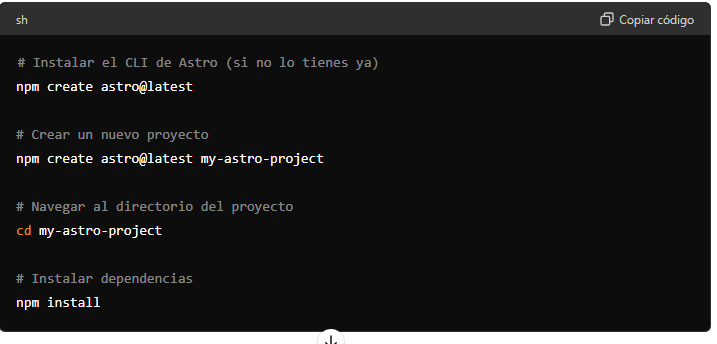 sh
Copiar código
# Instalar el CLI de Astro (si no lo tienes ya)
npm create astro@latest
# Crear un nuevo proyecto
npm create astro@latest my-astro-project
# Navegar al directorio del proyecto
cd my-astro-project
# Instalar dependencias
npm install